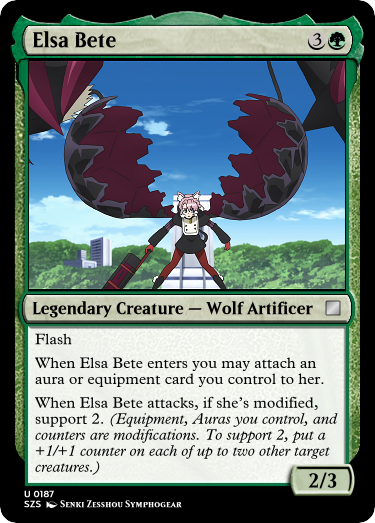 Elsa Bete 3
Legendary Creature — Wolf Artificer
Flash
When Elsa Bete enters you may attach an
aura or equipment card you control to her.
When Elsa Bete attacks, if she's modified,
support 2. (Equipment, Auras you control, and
counters are modifications. To support 2, put a
+1/+1 counter on each of up to two other target
creatures.)
2/3
U 0187
SZS Senki Zesshou Symphogear